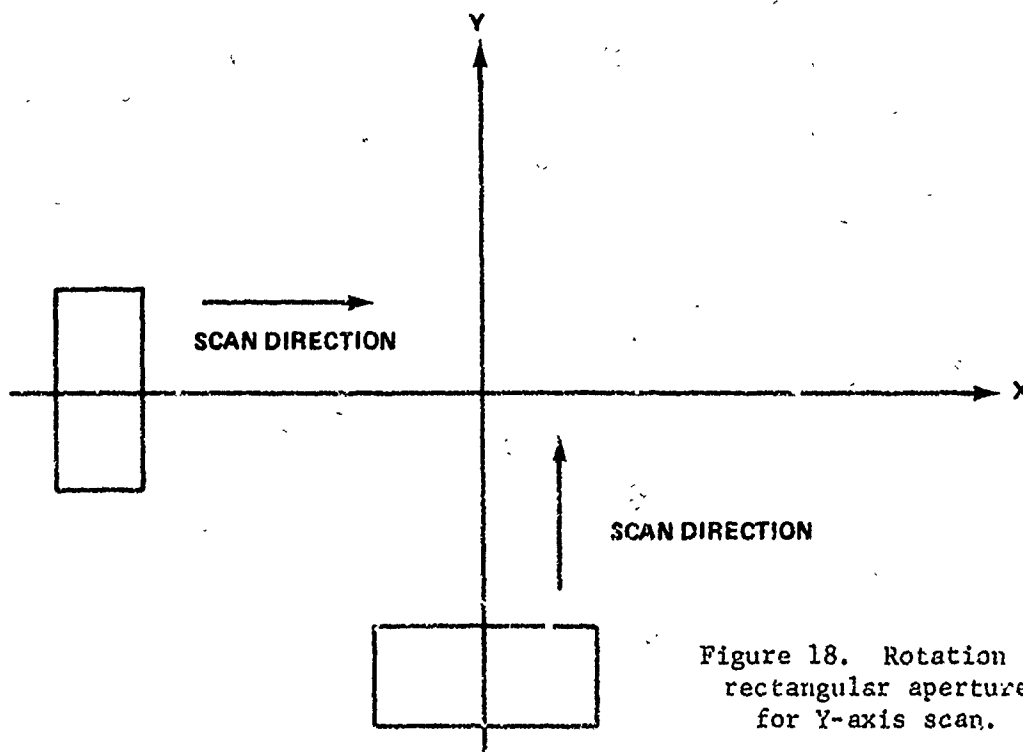 Y
SCAN DIRECTION
X
SCAN DIRECTION
Figure 18. Rotation
rectangular aperture
for Y-axis scan.